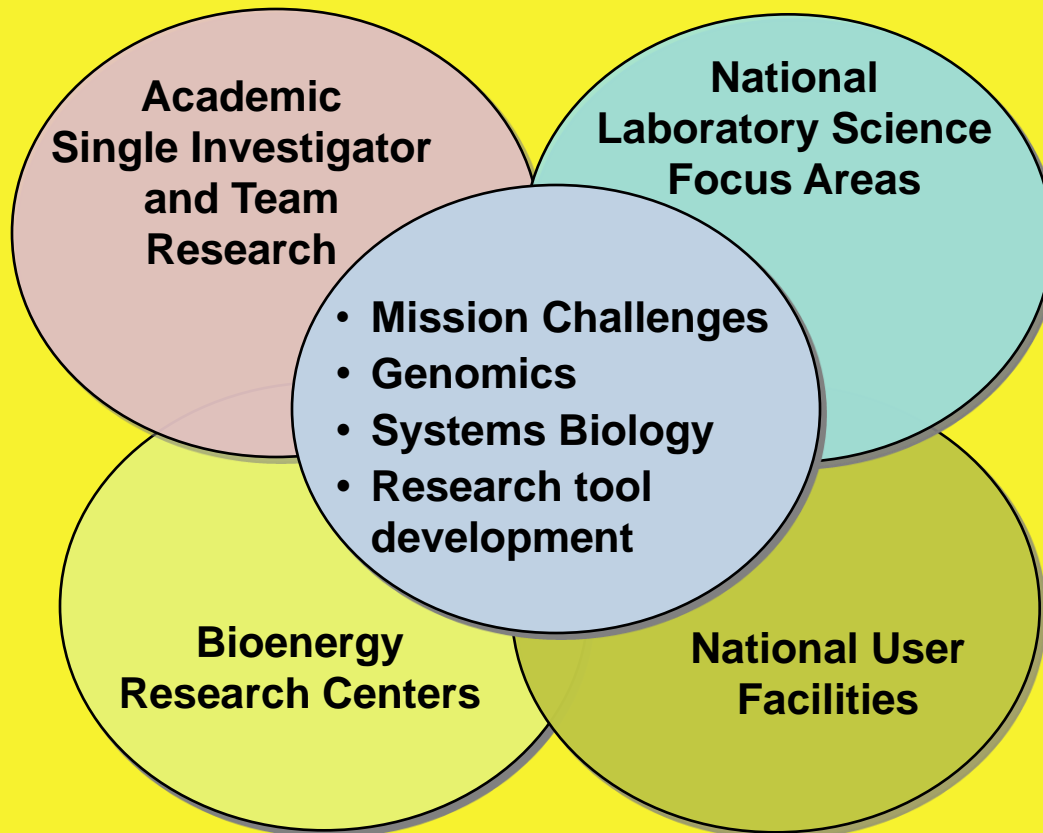 Academic
Single Investigator
and Team
Research
National
Laboratory Science
Focus Areas
• Mission Challenges
• Genomics
• Systems Biology
• Research tool
development
Bioenergy
Research Centers
National User
Facilities